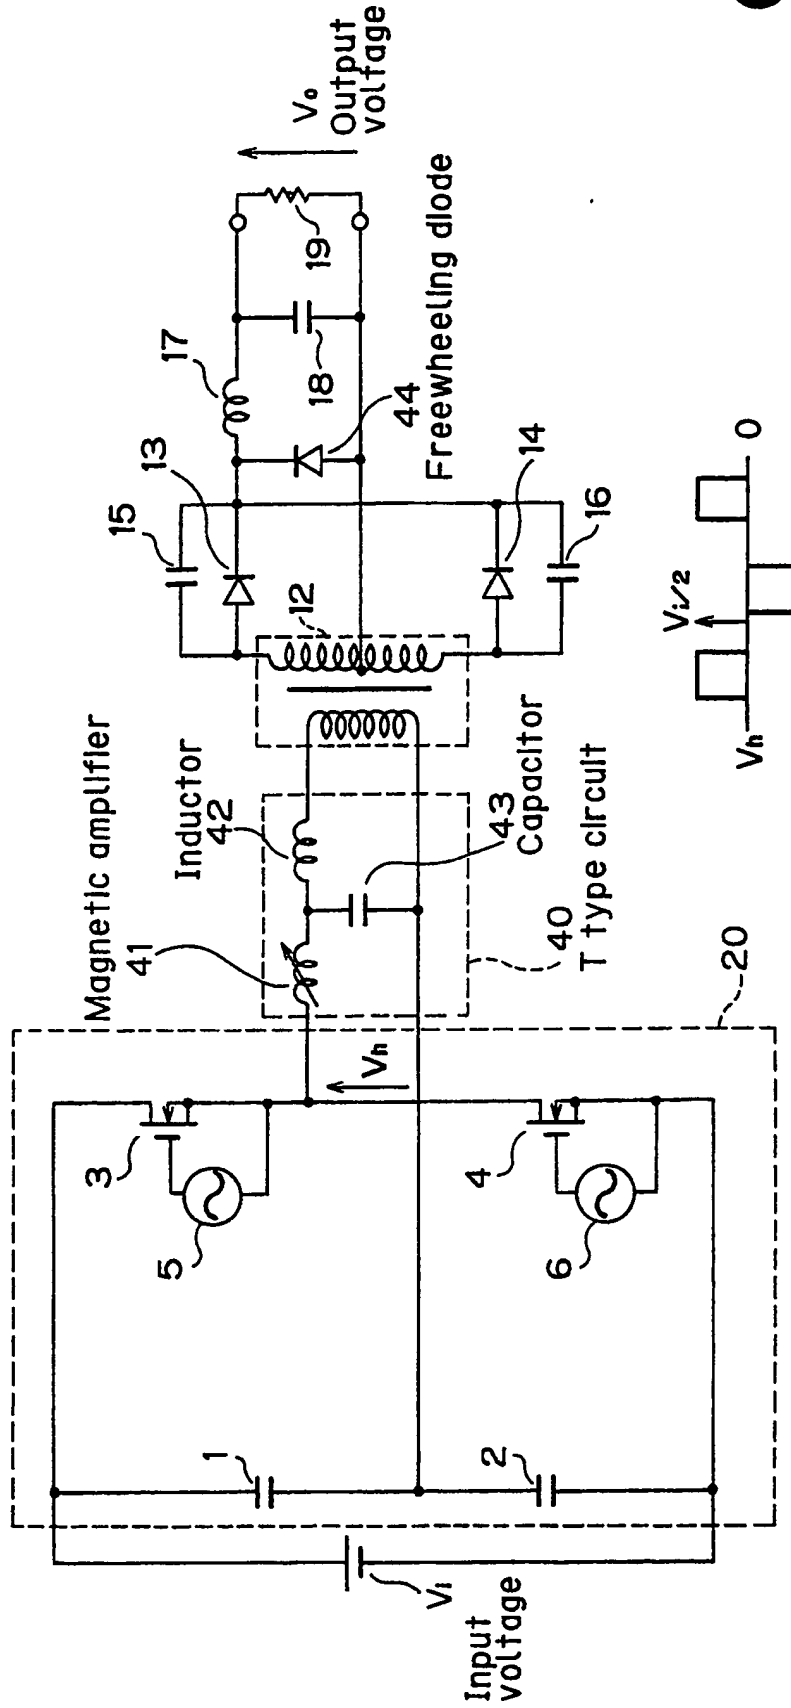 Input
voltage
Vi
1
2
3
5
4
6
20
Vh
Magnetic amplifier
41
Inductor
42
43
Capacitor
40
T type circuit
12
15
13
14
16
17
18
44
Freewheeling diode
19
Vo
Output
voltage
Vh
Vi/2
0